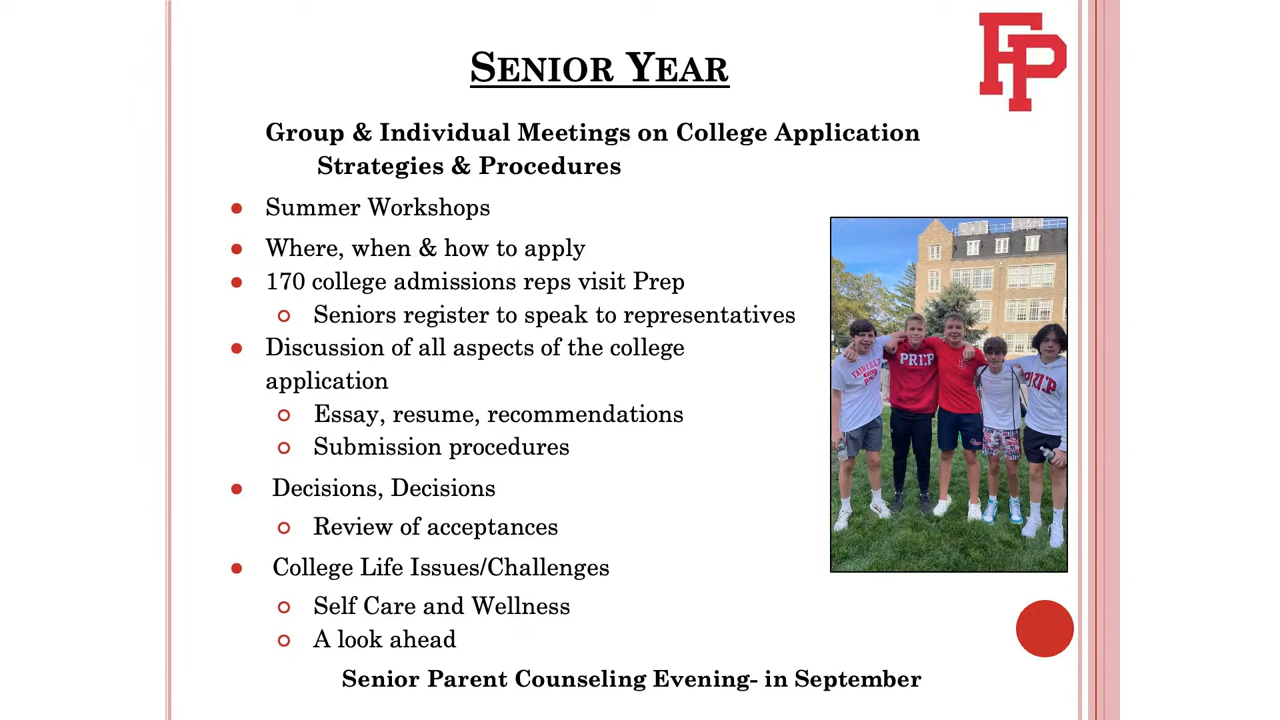 FP
SENIOR YEAR
Group & Individual Meetings on College Application
Strategies & Procedures
Summer Workshops
Where, when & how to apply
170 college admissions reps visit Prep
Seniors register to speak to representatives
Discussion of all aspects of the college
application
Essay, resume, recommendations
Submission procedures
Decisions, Decisions
Review of acceptances
College Life Issues/Challenges
Self Care and Wellness
A look ahead
Senior Parent Counseling Evening- in September
PREP
FP